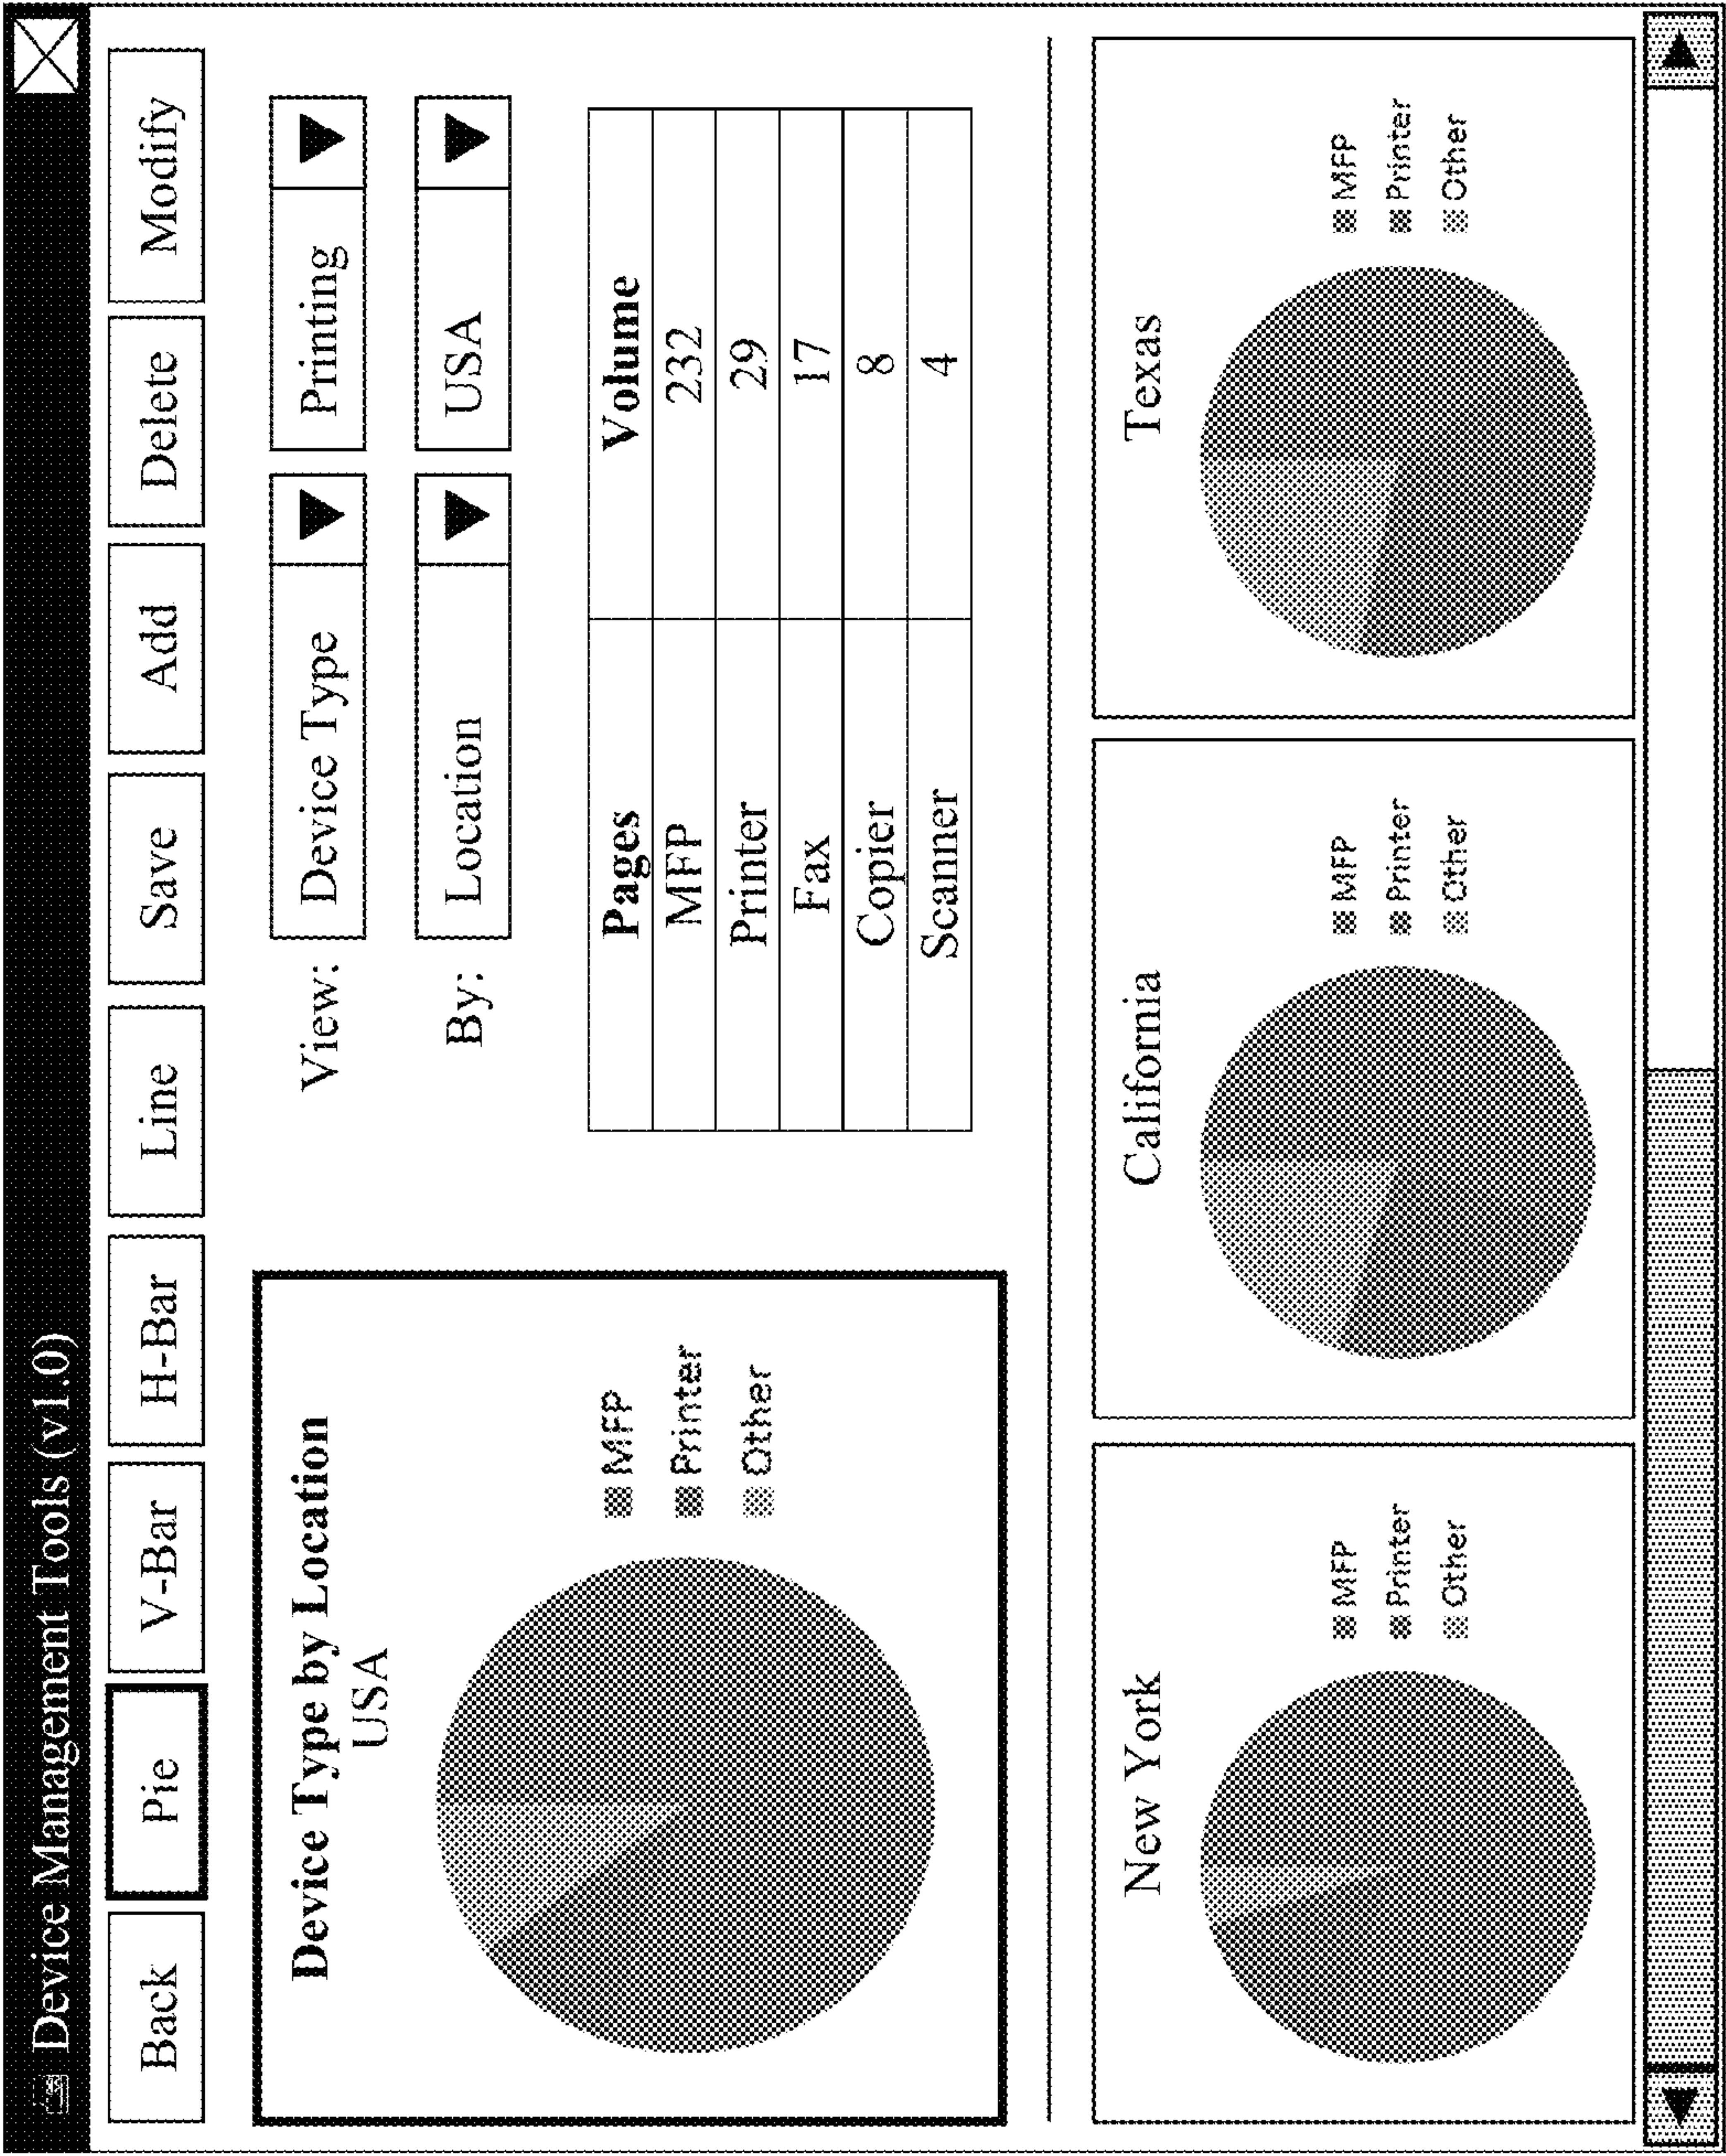 Device Management Tools (v1.0)
Back Pie V-Bar H-Bar Line Save Add Delete Modify
Device Type by Location
USA
MFP
Printer
Other
View: Device Type Printing
By: Location USA
Pages Volume
MFP 232
Printer 29
Fax 17
Copier 8
Scanner 4
New York
MFP
Printer
Other
California
MFP
Printer
Other
Texas
MFP
Printer
Other